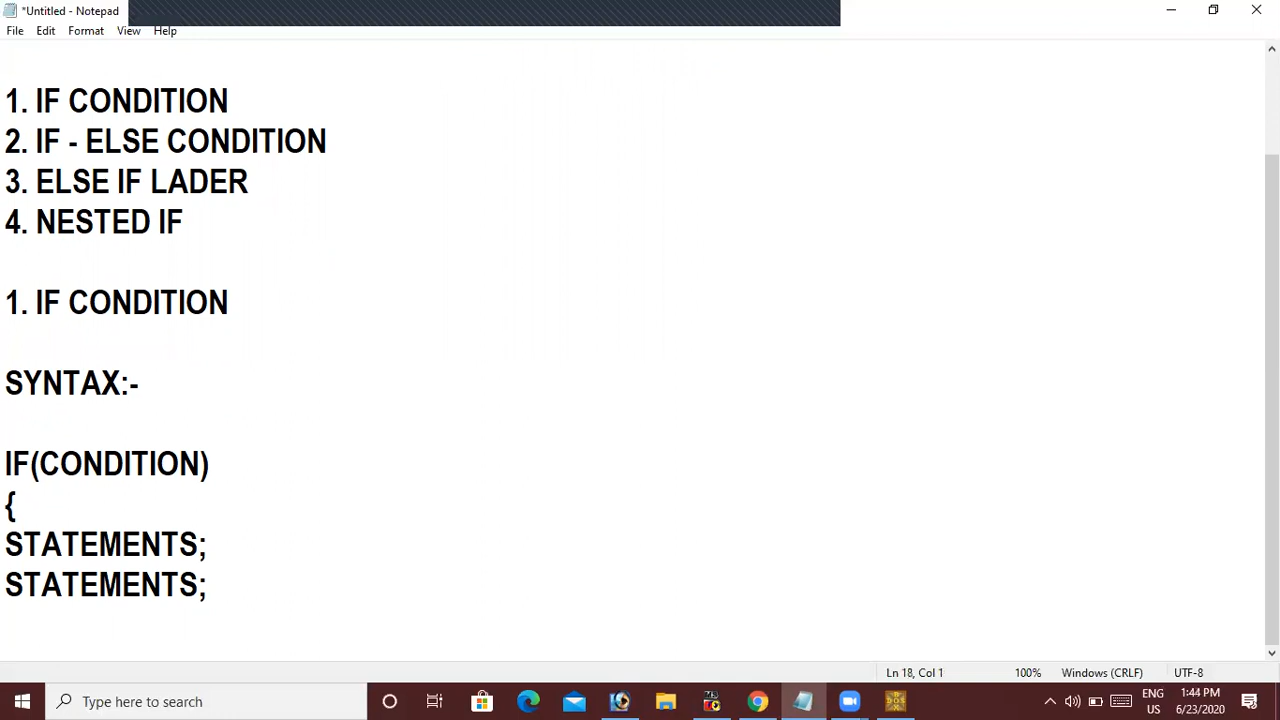 *Untitled - Notepad
File Edit Format View Help
1. IF CONDITION
2. IF - ELSE CONDITION
3. ELSE IF LADER
4. NESTED IF
1. IF CONDITION
SYNTAX:-
IF(CONDITION)
{
STATEMENTS;
STATEMENTS;
Ln 18, Col 1 100% Windows (CRLF) UTF-8
Type here to search
ENG
US
1:44 PM
6/23/2020